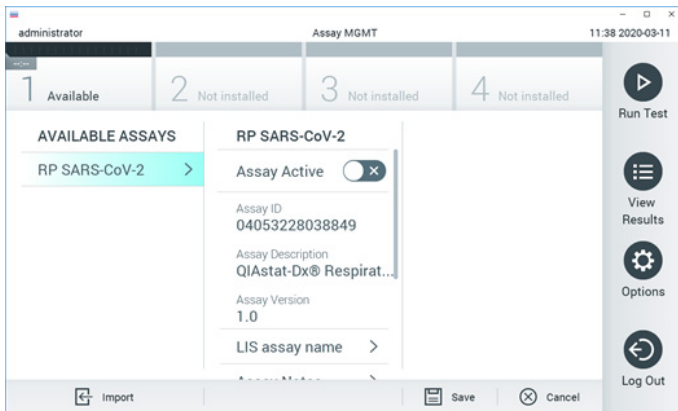 administrator Assay MGMT 11:38 2020-03-11
1 Available 2 Not installed 3 Not installed 4 Not installed
Run Test
AVAILABLE ASSAYS RP SARS-CoV-2
RP SARS-CoV-2 > Assay Active
Assay ID
04053228038849
View
Results
Assay Description
QIAstat-Dx® Respirat...
Assay Version
1.0
Options
LIS assay name >
Log Out
Import Save Cancel